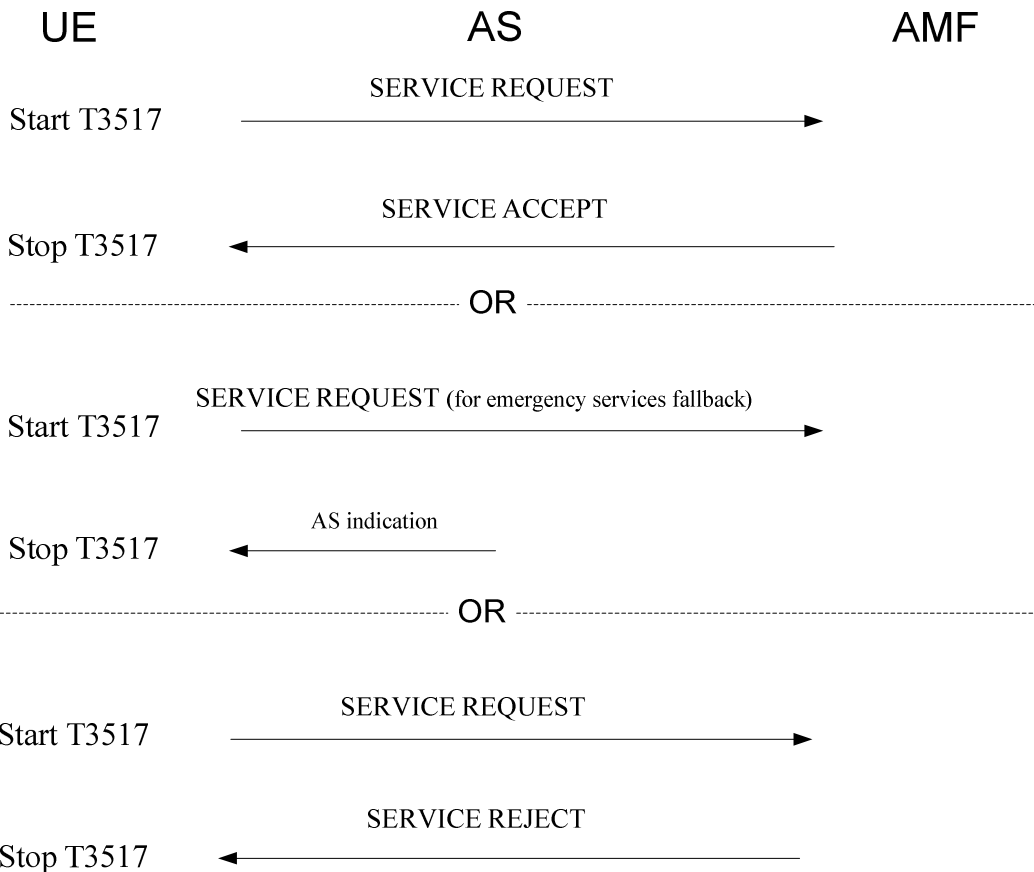 UE AS AMF
SERVICE REQUEST
Start T3517
SERVICE ACCEPT
Stop T3517
OR
SERVICE REQUEST (for emergency services fallback)
Start T3517
AS indication
Stop T3517
OR
SERVICE REQUEST
Start T3517
SERVICE REJECT
Stop T3517